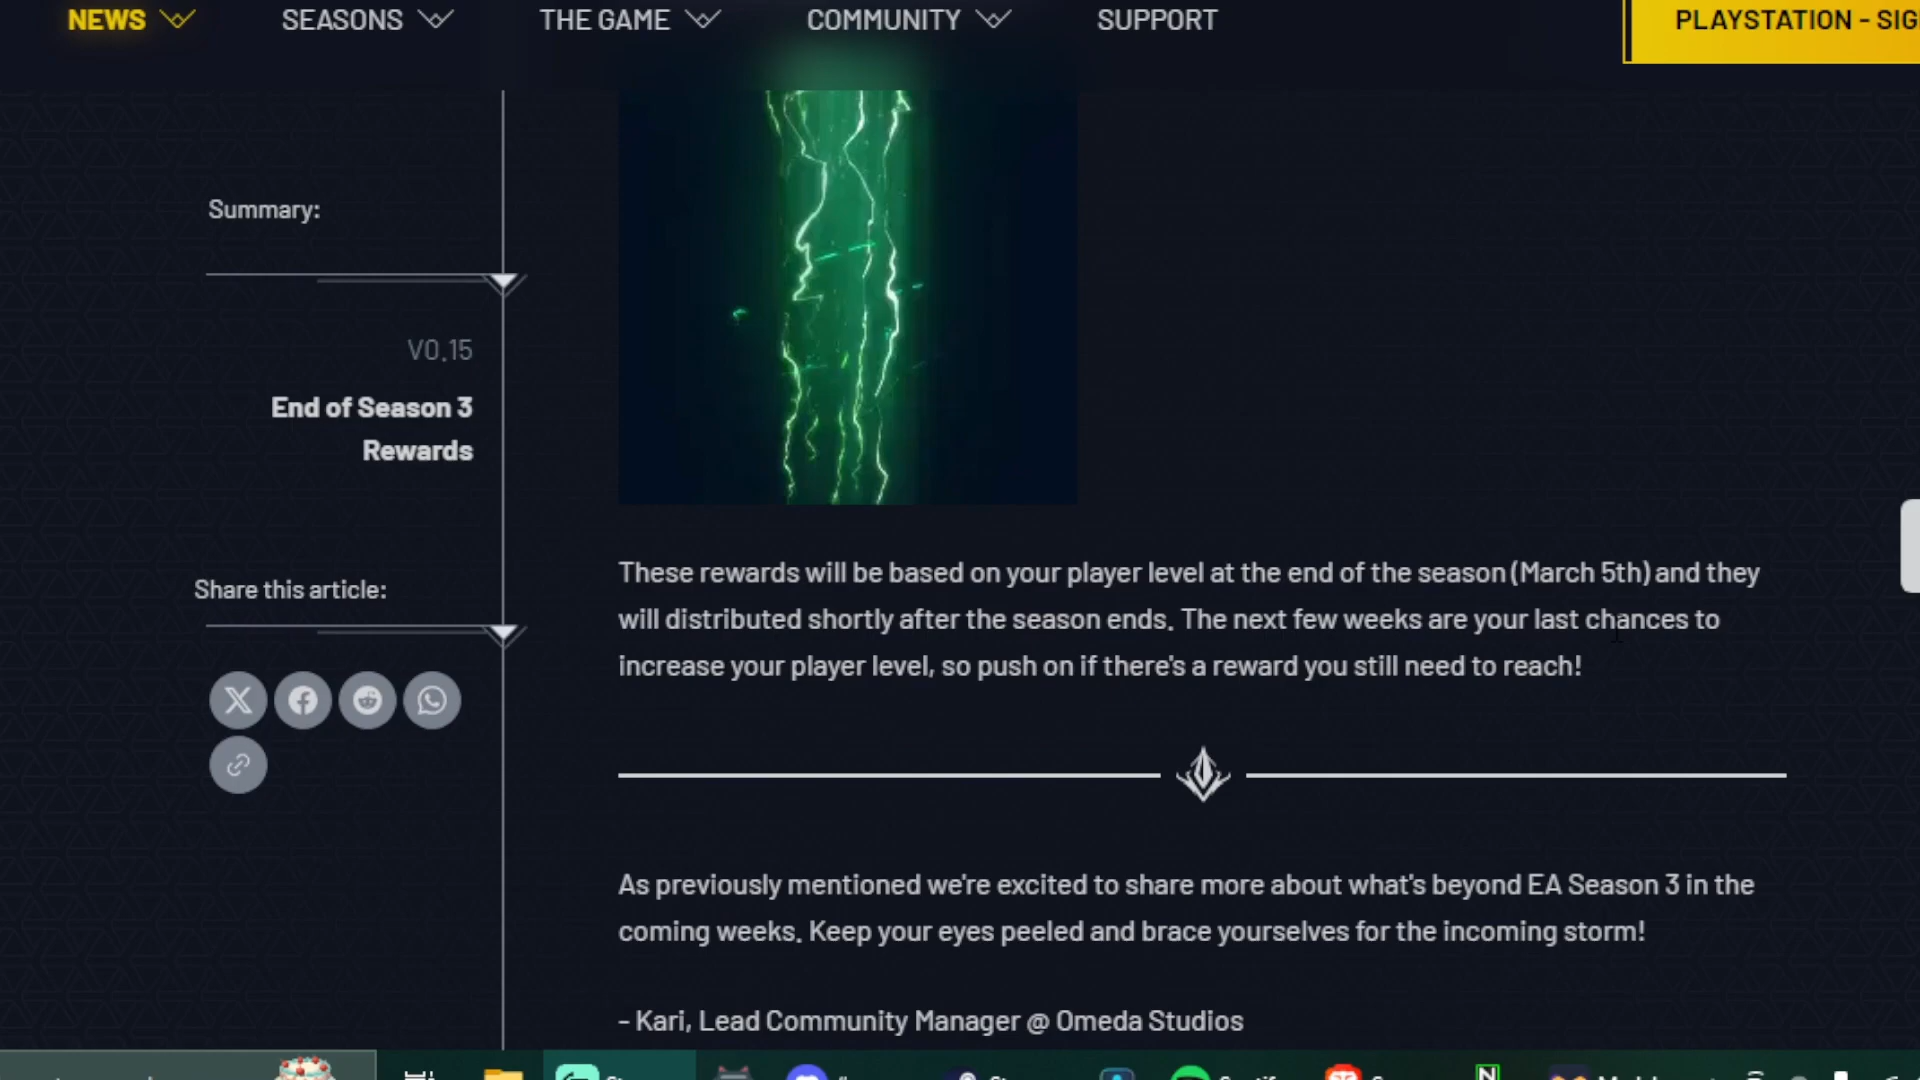 NEWS
SEASONS
THE GAME
COMMUNITY
SUPPORT
PLAYSTATION - SIG
Summary:
V0.15
End of Season 3
Rewards
Share this article:
These rewards will be based on your player level at the end of the season (March 5th) and they
will distributed shortly after the season ends. The next few weeks are your last chances to
increase your player level, so push on if there's a reward you still need to reach!
As previously mentioned we're excited to share more about what's beyond EA Season 3 in the
coming weeks. Keep your eyes peeled and brace yourselves for the incoming storm!
- Kari, Lead Community Manager @ Omeda Studios